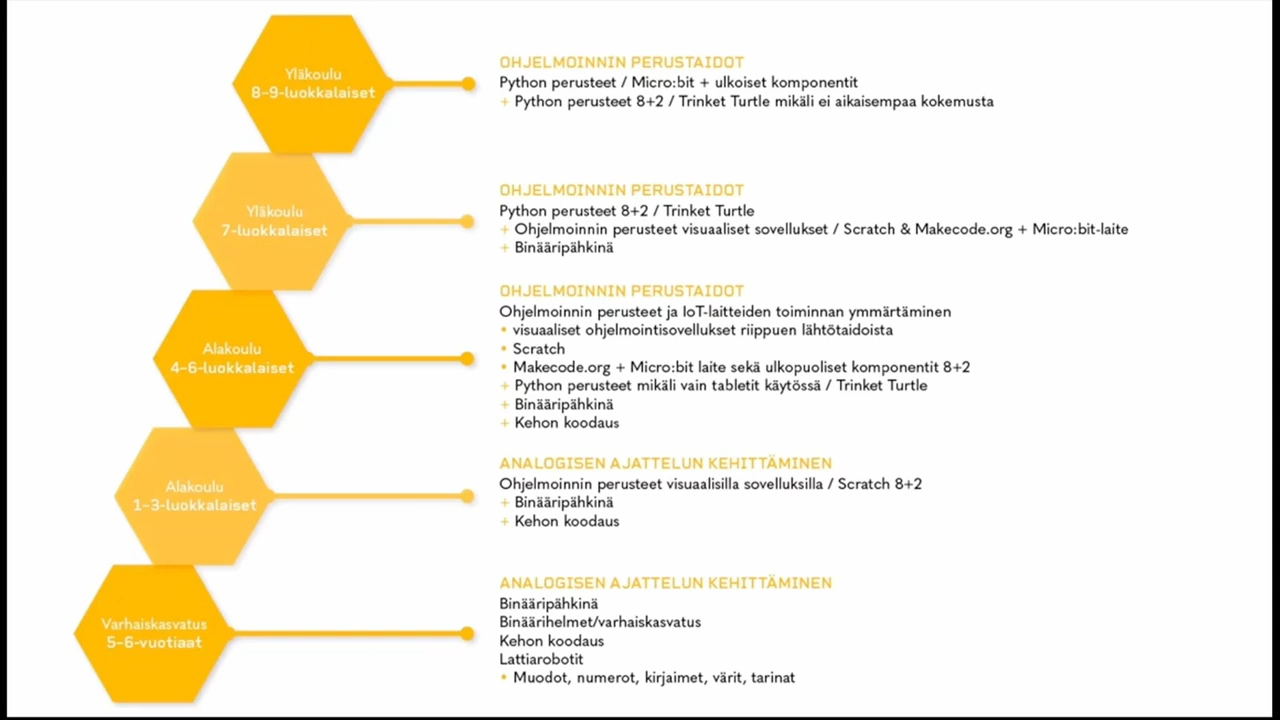 Yläkoulu
8–9-luokkalaiset
OHJELMOINNIN PERUSTAIDOT
Python perusteet / Micro:bit + ulkoiset komponentit
+ Python perusteet 8+2 / Trinket Turtle mikäli ei aikaisempaa kokemusta
Yläkoulu
7-luokkalaiset
OHJELMOINNIN PERUSTAIDOT
Python perusteet 8+2 / Trinket Turtle
+ Ohjelmoinnin perusteet visuaaliset sovellukset / Scratch & Makecode.org + Micro:bit-laite
+ Binääripähkinä
Alakoulu
4–6-luokkalaiset
OHJELMOINNIN PERUSTAIDOT
Ohjelmoinnin perusteet ja IoT-laitteiden toiminnan ymmärtäminen
• visuaaliset ohjelmointisovellukset riippuen lähtötaidoista
• Scratch
• Makecode.org + Micro:bit laite sekä ulkopuoliset komponentit 8+2
+ Python perusteet mikäli vain tabletit käytössä / Trinket Turtle
+ Binääripähkinä
+ Kehon koodaus
Alakoulu
1–3-luokkalaiset
ANALOGISEN AJATTELUN KEHITTÄMINEN
Ohjelmoinnin perusteet visuaalisilla sovelluksilla / Scratch 8+2
+ Binääripähkinä
+ Kehon koodaus
Varhaiskasvatus
5–6-vuotiaat
ANALOGISEN AJATTELUN KEHITTÄMINEN
Binääripähkinä
Binäärihelmet/varhaiskasvatus
Kehon koodaus
Lattiarobotit
• Muodot, numerot, kirjaimet, värit, tarinat